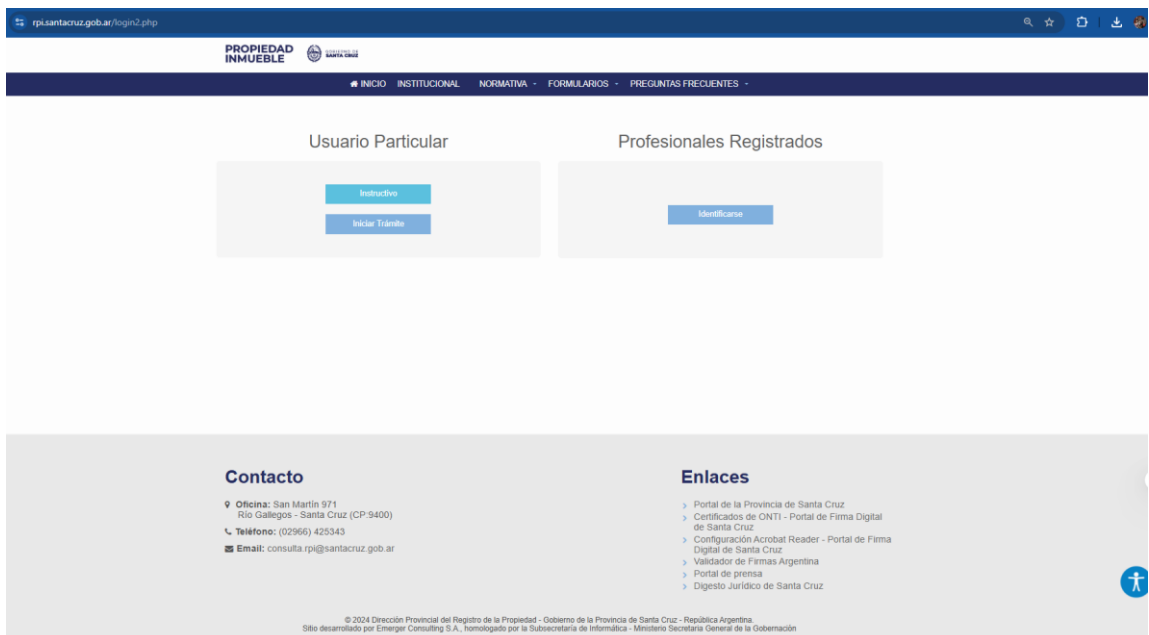 rpi.santacruz.gob.ar/login2.php
PROPIEDAD
INMUEBLE
GOBIERNO DE
SANTA CRUZ
INICIO INSTITUCIONAL NORMATIVA FORMULARIOS PREGUNTAS FRECUENTES
Usuario Particular
Instructivo
Iniciar Trámite
Profesionales Registrados
Identificarse
Contacto
Oficina: San Martín 971
Río Gallegos - Santa Cruz (CP:9400)
Teléfono: (02966) 425343
Email: consulta.rpi@santacruz.gob.ar
Enlaces
Portal de la Provincia de Santa Cruz
Certificados de ONTI - Portal de Firma Digital
de Santa Cruz
Configuración Acrobat Reader - Portal de Firma
Digital de Santa Cruz
Validador de Firmas Argentina
Portal de prensa
Digesto Jurídico de Santa Cruz
© 2024 Dirección Provincial del Registro de la Propiedad - Gobierno de la Provincia de Santa Cruz - República Argentina.
Sitio desarrollado por Emerger Consulting S.A., homologado por la Subsecretaría de Informática - Ministerio Secretaría General de la Gobernación